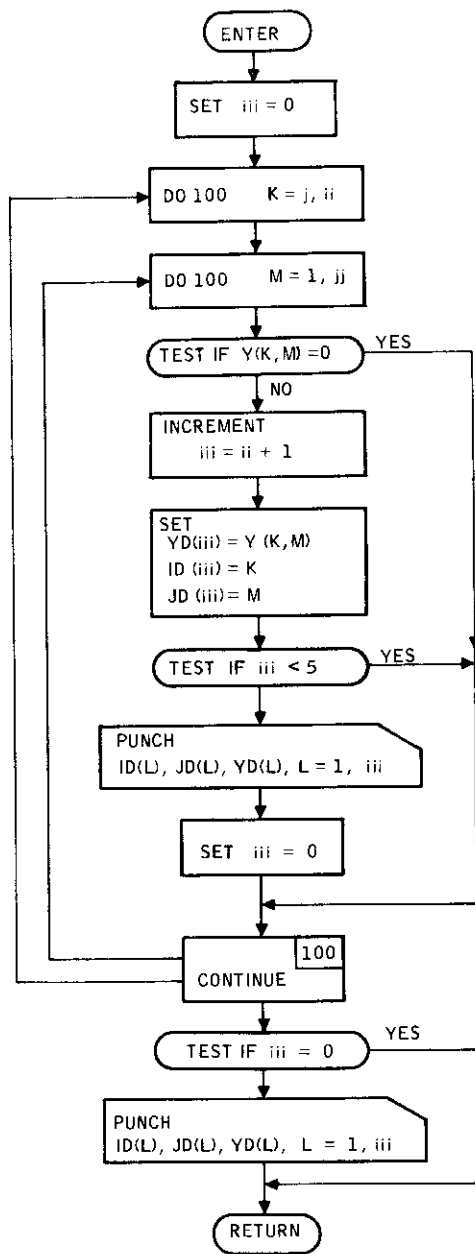 ENTER
SET iii = 0
DO 100 K = j, ii
DO 100 M = 1, jj
TEST IF Y(K,M) =0
YES
NO
INCREMENT
iii = ii + 1
SET
YD(iii) = Y (K,M)
ID (iii) = K
JD (iii) = M
TEST IF iii < 5
YES
PUNCH
ID(L), JD(L), YD(L), L = 1, iii
SET iii = 0
100
CONTINUE
TEST IF iii = 0
YES
PUNCH
ID(L), JD(L), YD(L), L = 1, iii
RETURN